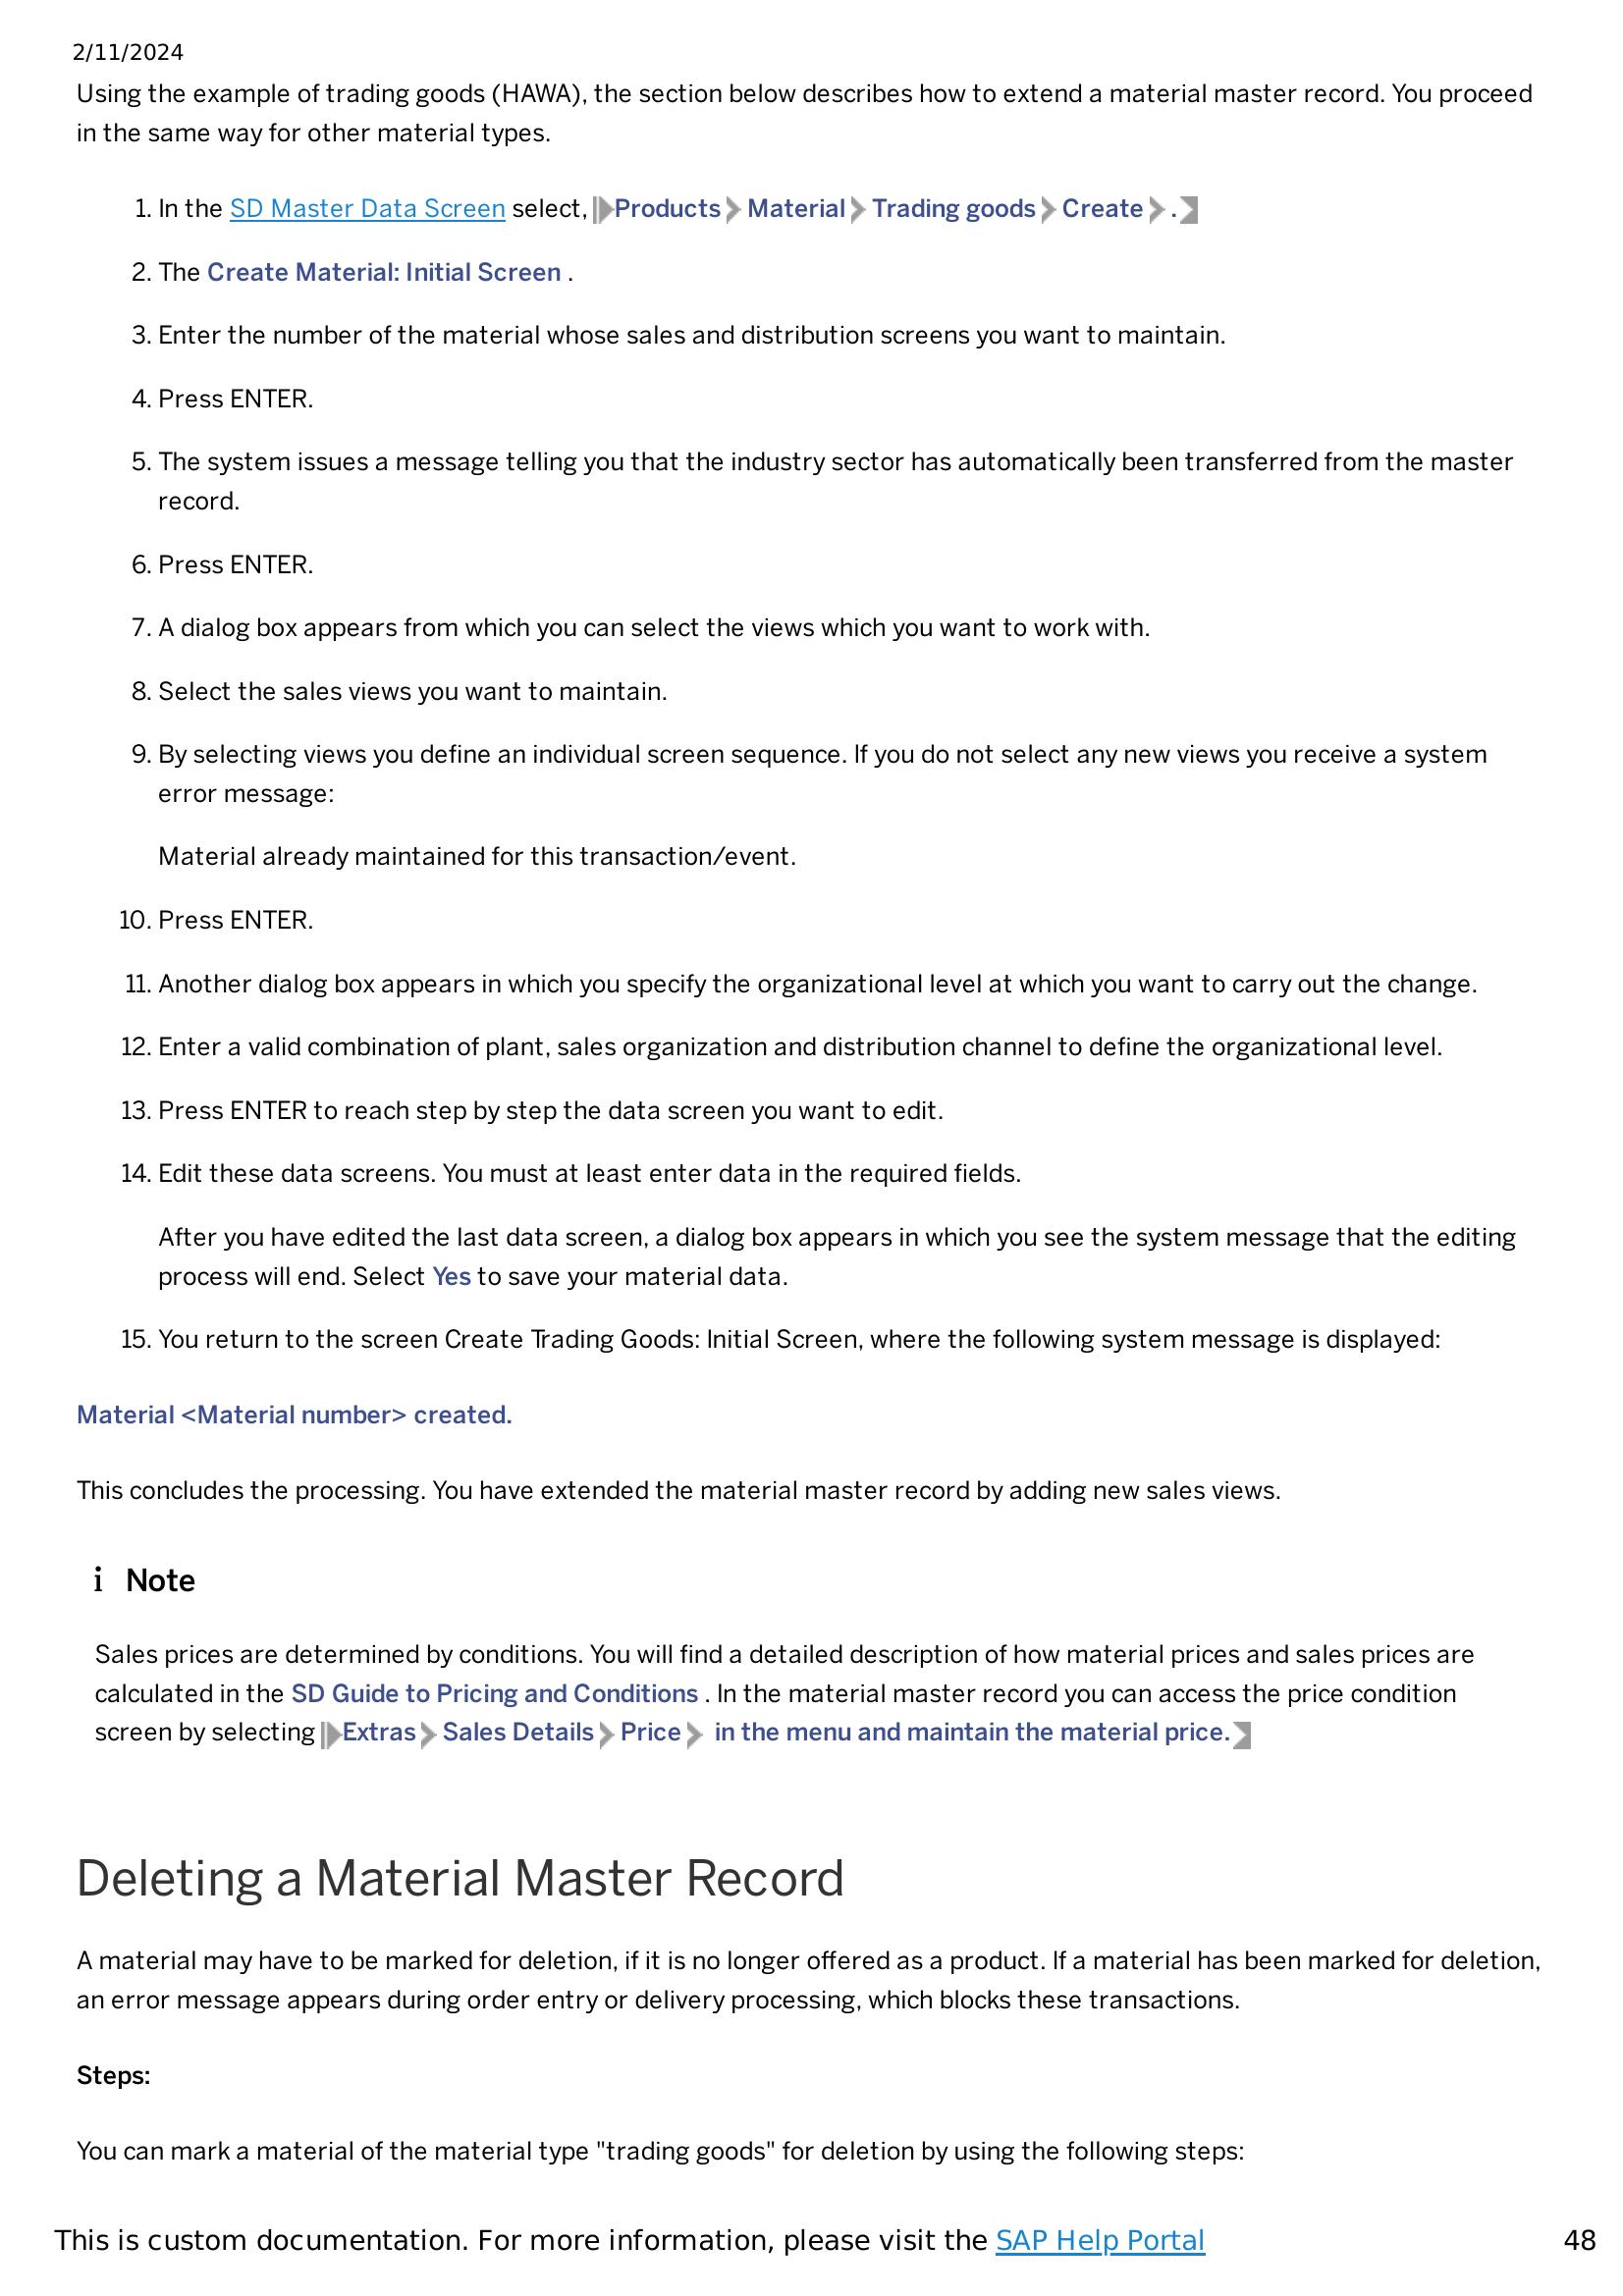 2/11/2024
Using the example of trading goods (HAWA), the section below describes how to extend a material master record. You proceed
in the same way for other material types.
1. In the SD Master Data Screen select, Products Material Trading goods Create .
2. The Create Material: Initial Screen .
3. Enter the number of the material whose sales and distribution screens you want to maintain.
4. Press ENTER.
5. The system issues a message telling you that the industry sector has automatically been transferred from the master
record.
6. Press ENTER.
7. A dialog box appears from which you can select the views which you want to work with.
8. Select the sales views you want to maintain.
9. By selecting views you define an individual screen sequence. If you do not select any new views you receive a system
error message:
Material already maintained for this transaction/event.
10. Press ENTER.
11. Another dialog box appears in which you specify the organizational level at which you want to carry out the change.
12. Enter a valid combination of plant, sales organization and distribution channel to define the organizational level.
13. Press ENTER to reach step by step the data screen you want to edit.
14. Edit these data screens. You must at least enter data in the required fields.
After you have edited the last data screen, a dialog box appears in which you see the system message that the editing
process will end. Select Yes to save your material data.
15. You return to the screen Create Trading Goods: Initial Screen, where the following system message is displayed:
Material <Material number> created.
This concludes the processing. You have extended the material master record by adding new sales views.
i Note
Sales prices are determined by conditions. You will find a detailed description of how material prices and sales prices are
calculated in the SD Guide to Pricing and Conditions . In the material master record you can access the price condition
screen by selecting Extras Sales Details Price in the menu and maintain the material price.
Deleting a Material Master Record
A material may have to be marked for deletion, if it is no longer offered as a product. If a material has been marked for deletion,
an error message appears during order entry or delivery processing, which blocks these transactions.
Steps:
You can mark a material of the material type "trading goods" for deletion by using the following steps:
This is custom documentation. For more information, please visit the SAP Help Portal 48